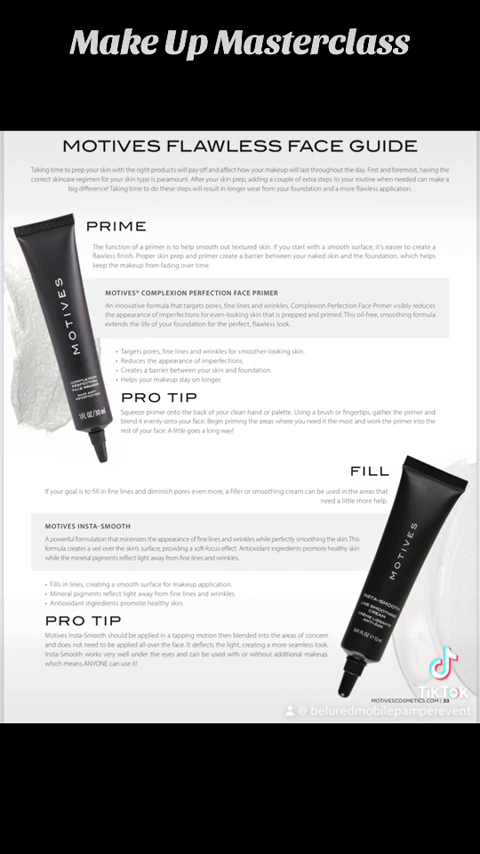 Make Up Masterclass
MOTIVES FLAWLESS FACE GUIDE
Taking time to prep your skin with the right products will pay off and affect how your makeup will last throughout the day. First and foremost, having the
correct skincare regimen for your skin type is paramount. After your skin prep, adding a couple of extra steps to your routine when needed can make a
big difference! Taking time to do these steps will result in longer wear from your foundation and a more flawless application.
PRIME
The function of a primer is to help smooth out textured skin. If you start with a smooth surface, it's easier to create a
flawless finish. Proper skin prep and primer create a barrier between your naked skin and the foundation, which helps
keep the makeup from fading over time.
MOTIVES® COMPLEXION PERFECTION FACE PRIMER
An innovative formula that targets pores, fine lines and wrinkles. Complexion Perfection Face Primer visibly reduces
the appearance of imperfections for even-looking skin that is prepped and primed. This oil-free, smoothing formula
extends the life of your foundation for the perfect, flawless look.
• Targets pores, fine lines and wrinkles for smoother-looking skin.
• Reduces the appearance of imperfections.
• Creates a barrier between your skin and foundation.
• Helps your makeup stay on longer.
MOTIVES
COMPLEXION
PERFECTION
FACE PRIMER
1 FL OZ/30 ml
PRO TIP
Squeeze primer onto the back of your clean hand or palette. Using a brush or fingertips, gather the primer and
blend it evenly onto your face. Begin priming the areas where you need it the most and work the primer into the
rest of your face. A little goes a long way!
FILL
If your goal is to fill in fine lines and diminish pores even more, a filler or smoothing cream can be used in the areas that
need a little more help.
MOTIVES INSTA-SMOOTH
A powerful formulation that minimizes the appearance of fine lines and wrinkles while perfectly smoothing the skin. This
formula creates a veil over the skin's surface, providing a soft-focus effect. Antioxidant ingredients promote healthy skin
while the mineral pigments reflect light away from fine lines and wrinkles.
• Fills in lines, creating a smooth surface for makeup application.
• Mineral pigments reflect light away from fine lines and wrinkles.
• Antioxidant ingredients promote healthy skin.
PRO TIP
Motives Insta-Smooth should be applied in a tapping motion then blended into the areas of concern
and does not need to be applied all over the face. It deflects the light, creating a more seamless look.
Insta-Smooth works very well under the eyes and can be used with or without additional makeup,
which means ANYONE can use it!
MOTIVES
INSTA-SMOOTH
LINE SMOOTHING
CREAM
TikTok
MOTIVESCOSMETICS.COM | 33
@beluredmobilepamperevent